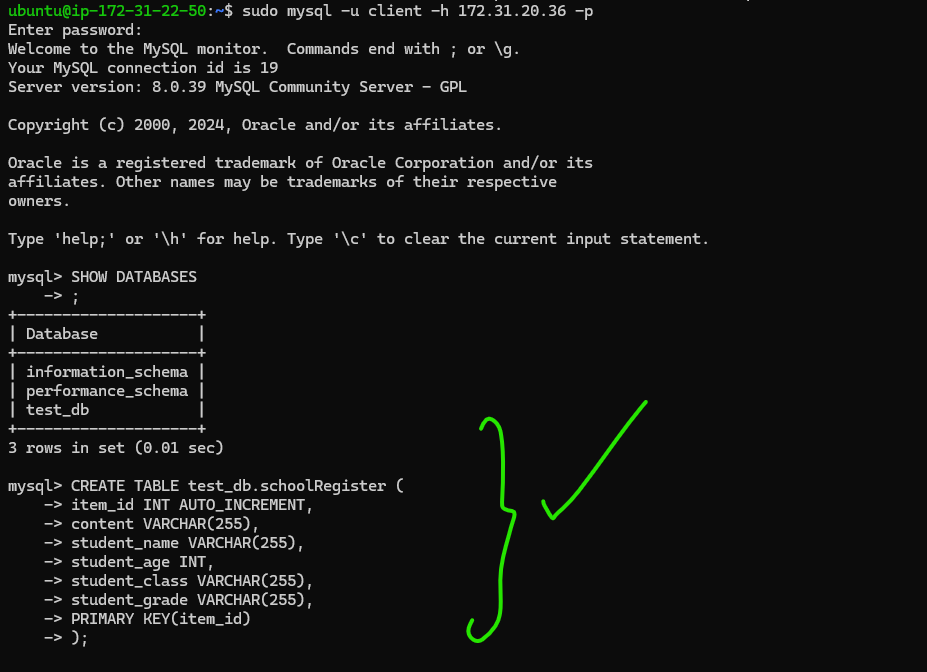 ubuntu@ip-172-31-22-50:~$ sudo mysql -u client -h 172.31.20.36 -p
Enter password:
Welcome to the MySQL monitor.  Commands end with ; or \g.
Your MySQL connection id is 19
Server version: 8.0.39 MySQL Community Server - GPL

Copyright (c) 2000, 2024, Oracle and/or its affiliates.

Oracle is a registered trademark of Oracle Corporation and/or its
affiliates. Other names may be trademarks of their respective
owners.

Type 'help;' or '\h' for help. Type '\c' to clear the current input statement.

mysql> SHOW DATABASES
    -> ;
+--------------------+
| Database           |
+--------------------+
| information_schema |
| performance_schema |
| test_db            |
+--------------------+
3 rows in set (0.01 sec)

mysql> CREATE TABLE test_db.schoolRegister (
    -> item_id INT AUTO_INCREMENT,
    -> content VARCHAR(255),
    -> student_name VARCHAR(255),
    -> student_age INT,
    -> student_class VARCHAR(255),
    -> student_grade VARCHAR(255),
    -> PRIMARY KEY(item_id)
    -> );